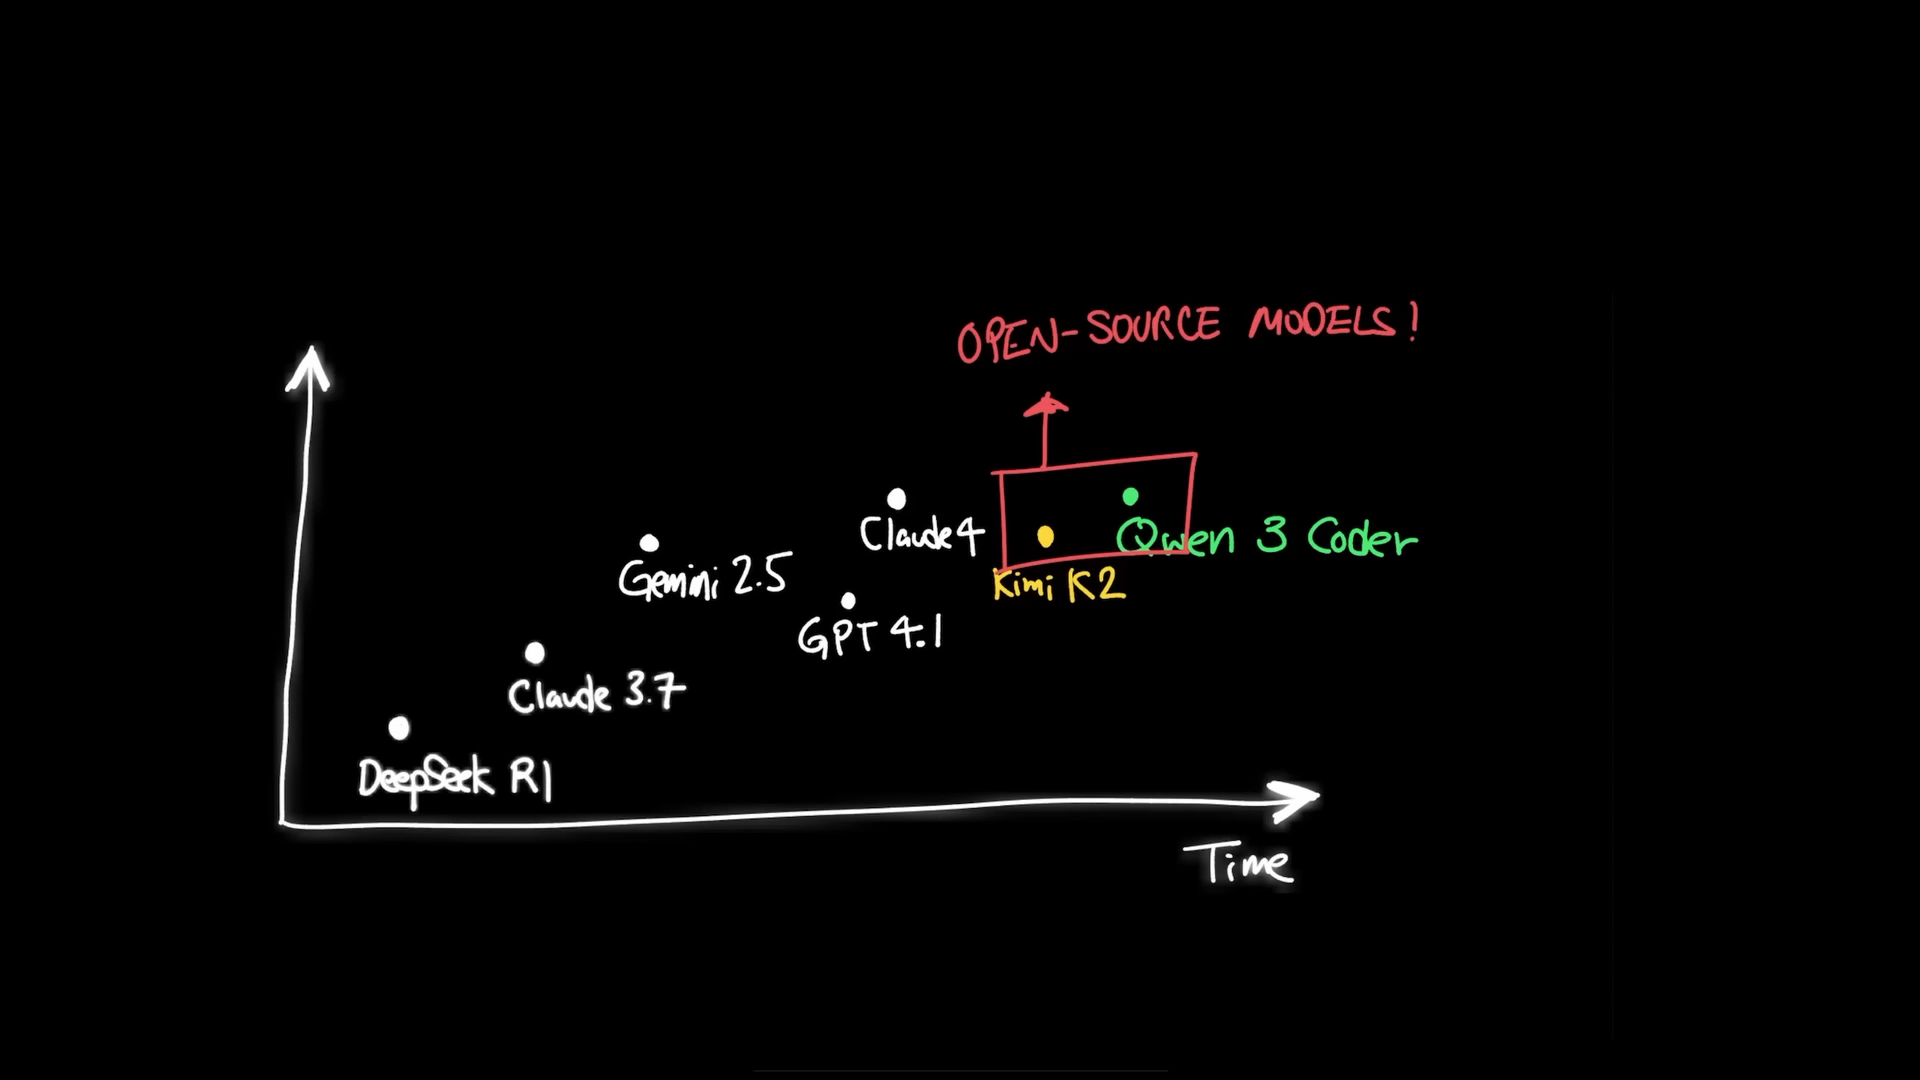 OPEN-SOURCE MODELS!
Claude 4
Qwen 3 Coder
Gemini 2.5
Kimi K2
GPT 4.1
Claude 3.7
DeepSeek R1
Time